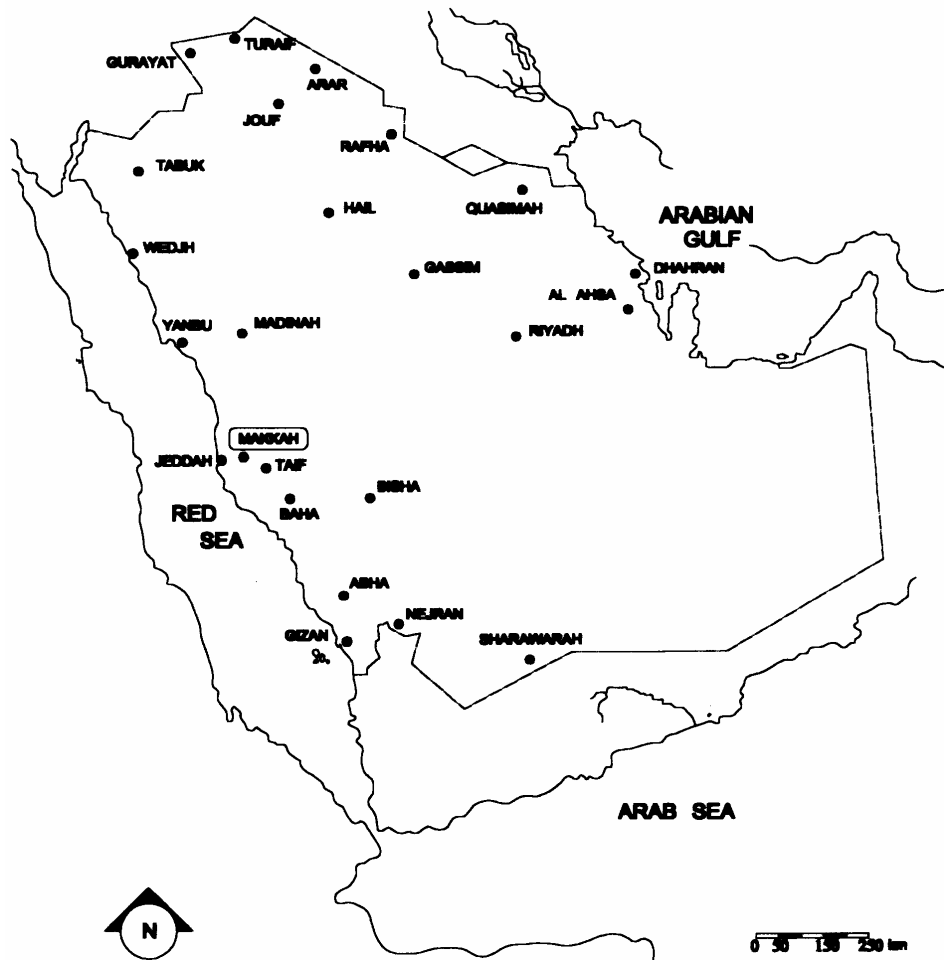 TURAIF
GURAYAT
ARAR
JOUF
RAFHA
TABUK
HAIL
QUASIMAH
ARABIAN
GULF
WEDJH
GASSIM
DHAHRAN
AL AHSA
YANBU
MADINAH
RIYADH
MAKKAH
JEDDAH
TAIF
BISHA
BAHA
RED
SEA
ABHA
NEJRAN
GIZAN
SHARAWARAH
ARAB SEA
N
0 50 150 250 km